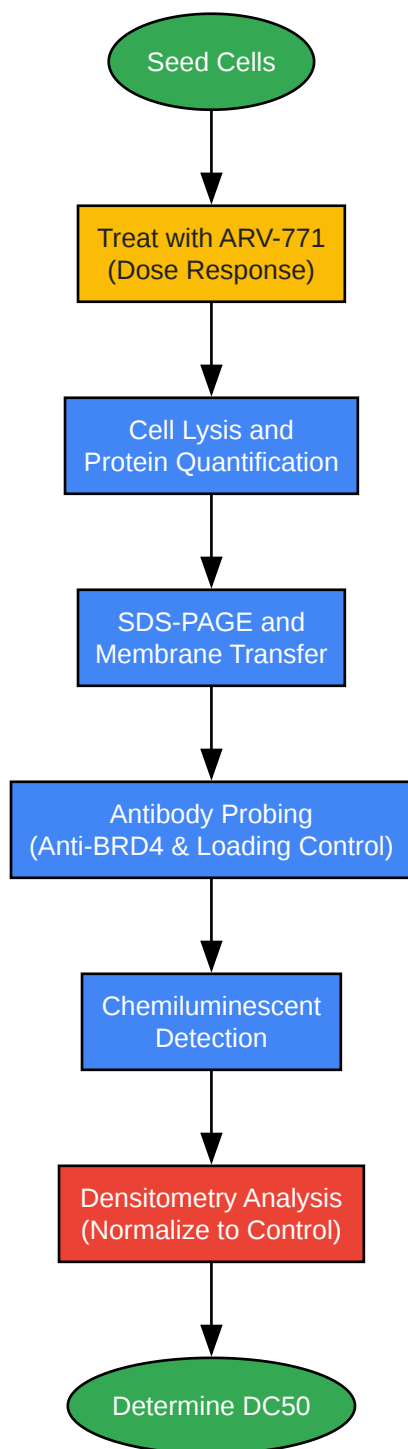 Seed Cells
Treat with ARV-771
(Dose Response)
Cell Lysis and
Protein Quantification
SDS-PAGE and
Membrane Transfer
Antibody Probing
(Anti-BRD4 & Loading Control)
Chemiluminescent
Detection
Densitometry Analysis
(Normalize to Control)
Determine DC50